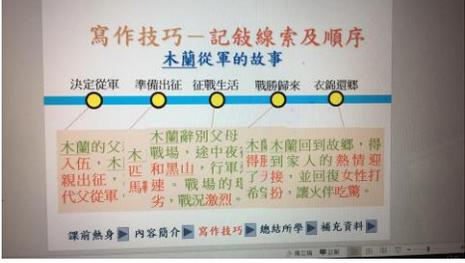 寫作技巧－記敍線索及順序
木蘭從軍的故事
決定從軍 準備出征 征戰生活 戰勝歸來 衣錦還鄉
木蘭的父
入伍，木
親出征，
代父從軍
匹
馬
木蘭辭別父母
戰場，途中夜
和黑山，行軍
速。戰場的
劣，戰況激烈。
木蘭回到故鄉，得
到家人的熱情迎
接，並回復女性打
扮，讓火伴吃驚。
課前熱身 內容簡介 寫作技巧 總結所學 補充資料